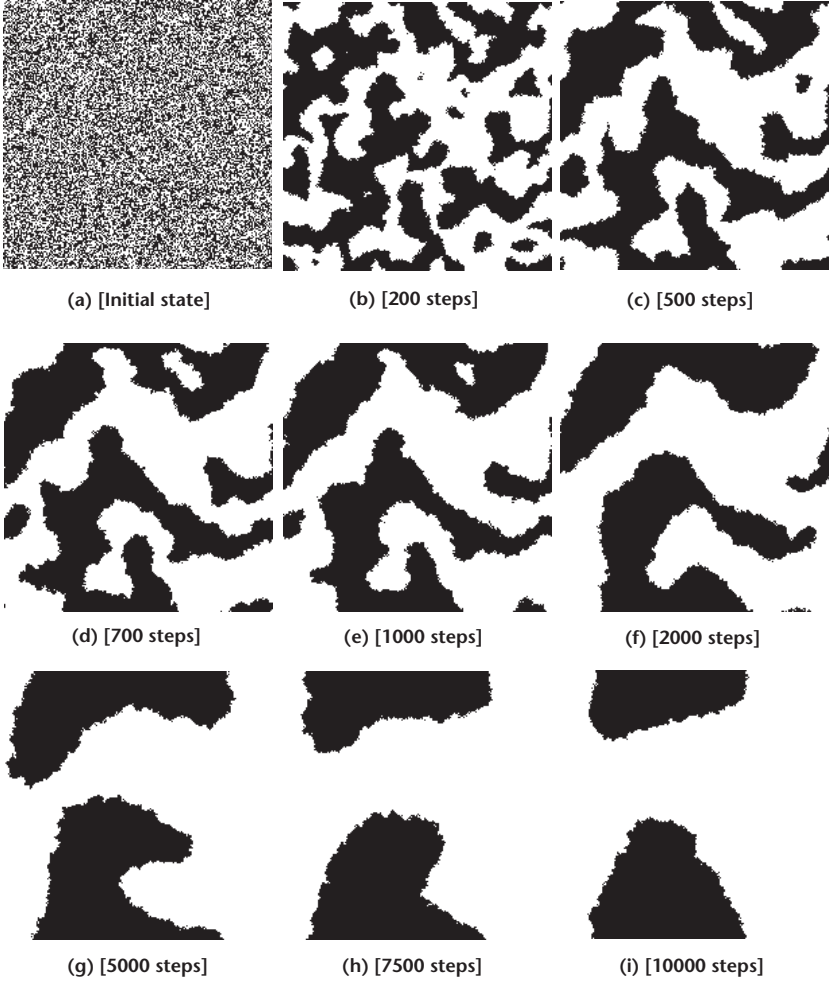 (a) [Initial state] (b) [200 steps] (c) [500 steps]
(d) [700 steps] (e) [1000 steps] (f) [2000 steps]
(g) [5000 steps] (h) [7500 steps] (i) [10000 steps]